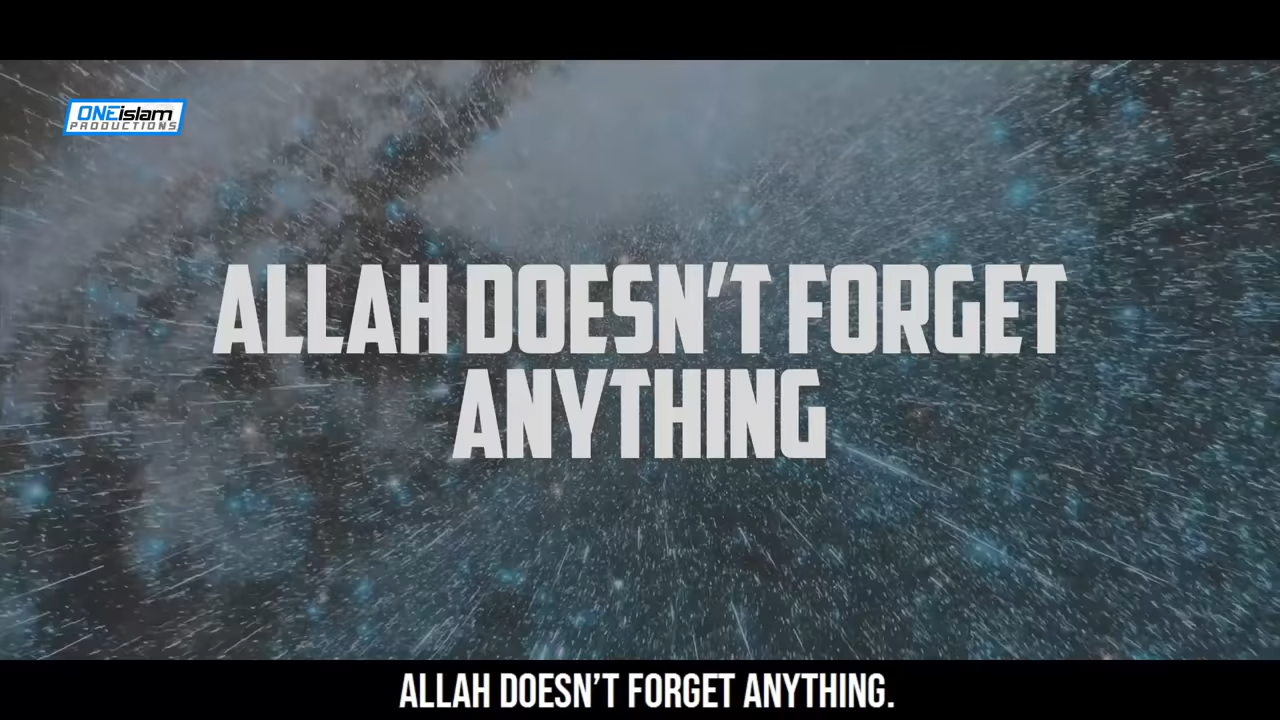 ONEislam
PRODUCTIONS
ALLAH DOESN’T FORGET
ANYTHING
ALLAH DOESN’T FORGET ANYTHING.